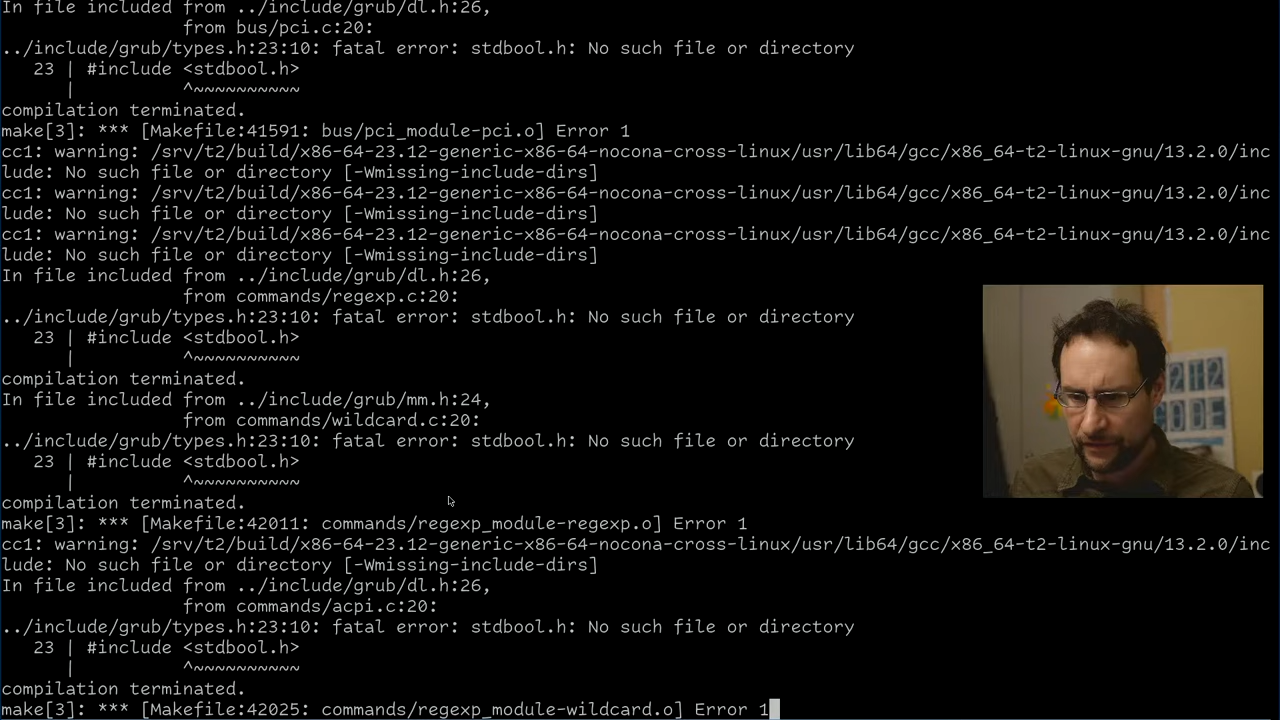 In file included from ../include/grub/dl.h:26,
                 from bus/pci.c:20:
../include/grub/types.h:23:10: fatal error: stdbool.h: No such file or directory
   23 | #include <stdbool.h>
      |          ^~~~~~~~~~~
compilation terminated.
make[3]: *** [Makefile:41591: bus/pci_module-pci.o] Error 1
cc1: warning: /srv/t2/build/x86-64-23.12-generic-x86-64-nocona-cross-linux/usr/lib64/gcc/x86_64-t2-linux-gnu/13.2.0/inc
lude: No such file or directory [-Wmissing-include-dirs]
cc1: warning: /srv/t2/build/x86-64-23.12-generic-x86-64-nocona-cross-linux/usr/lib64/gcc/x86_64-t2-linux-gnu/13.2.0/inc
lude: No such file or directory [-Wmissing-include-dirs]
cc1: warning: /srv/t2/build/x86-64-23.12-generic-x86-64-nocona-cross-linux/usr/lib64/gcc/x86_64-t2-linux-gnu/13.2.0/inc
lude: No such file or directory [-Wmissing-include-dirs]
In file included from ../include/grub/dl.h:26,
                 from commands/regexp.c:20:
../include/grub/types.h:23:10: fatal error: stdbool.h: No such file or directory
   23 | #include <stdbool.h>
      |          ^~~~~~~~~~~
compilation terminated.
In file included from ../include/grub/mm.h:24,
                 from commands/wildcard.c:20:
../include/grub/types.h:23:10: fatal error: stdbool.h: No such file or directory
   23 | #include <stdbool.h>
      |          ^~~~~~~~~~~
compilation terminated.
make[3]: *** [Makefile:42011: commands/regexp_module-regexp.o] Error 1
cc1: warning: /srv/t2/build/x86-64-23.12-generic-x86-64-nocona-cross-linux/usr/lib64/gcc/x86_64-t2-linux-gnu/13.2.0/inc
lude: No such file or directory [-Wmissing-include-dirs]
In file included from ../include/grub/dl.h:26,
                 from commands/acpi.c:20:
../include/grub/types.h:23:10: fatal error: stdbool.h: No such file or directory
   23 | #include <stdbool.h>
      |          ^~~~~~~~~~~
compilation terminated.
make[3]: *** [Makefile:42025: commands/regexp_module-wildcard.o] Error 1